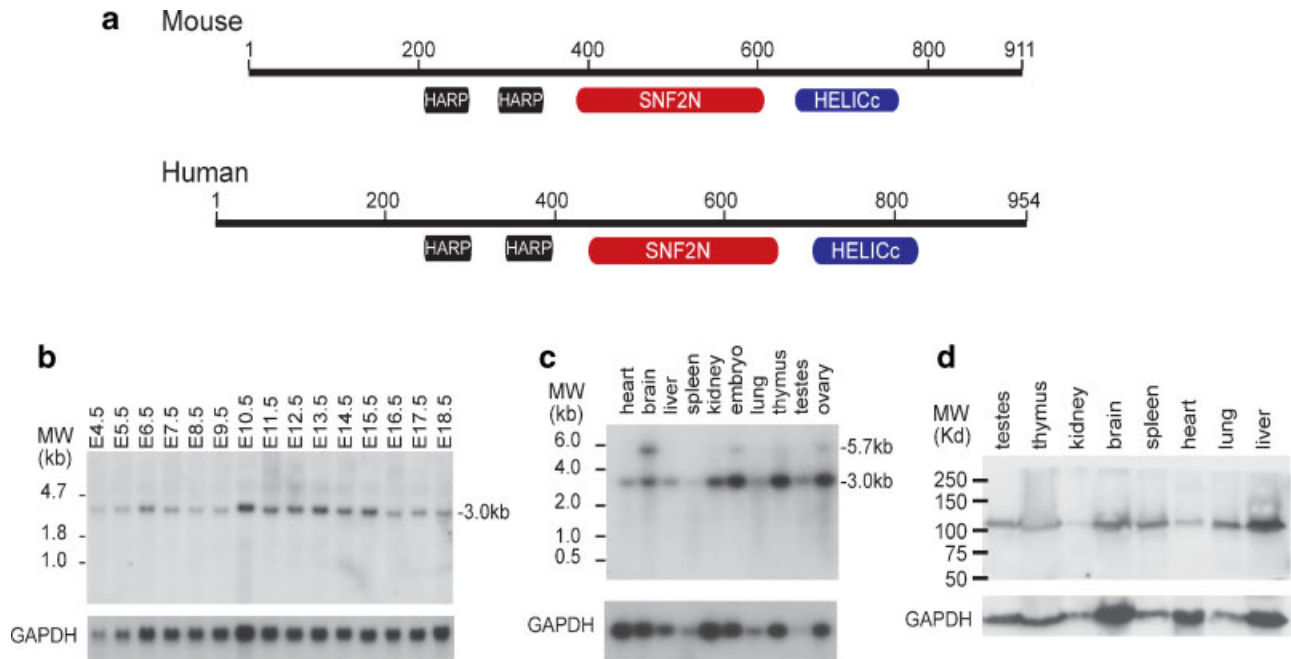 a
Mouse
1 200 400 600 800 911
HARP HARP SNF2N HELICc
Human
1 200 400 600 800 954
HARP HARP SNF2N HELICc
b
MW
(kb)
E4.5 E5.5 E6.5 E7.5 E8.5 E9.5 E10.5 E11.5 E12.5 E13.5 E14.5 E15.5 E16.5 E17.5 E18.5
4.7
-3.0kb
1.8
1.0
GAPDH
c
MW
(kb)
heart brain liver spleen kidney embryo lung thymus testes ovary
6.0
-5.7kb
4.0
-3.0kb
2.0
1.0
0.5
GAPDH
d
MW
(Kd)
testes thymus kidney brain spleen heart lung liver
250
150
100
75
50
GAPDH